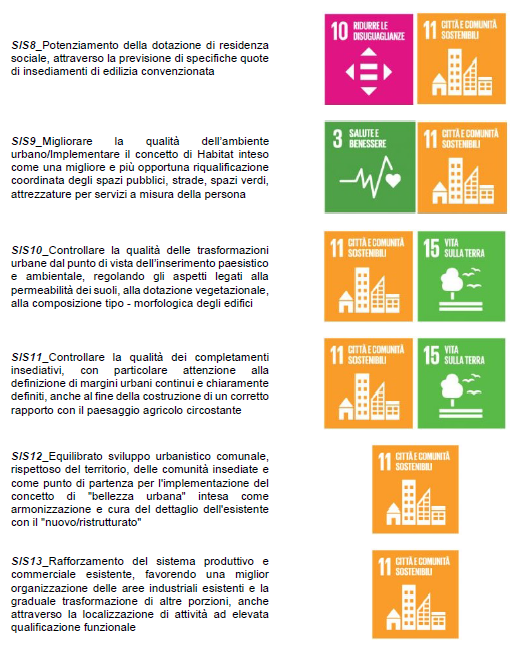 SIS8_Potenziamento della dotazione di residenza
sociale, attraverso la previsione di specifiche quote
di insediamenti di edilizia convenzionata
10 RIDURRE LE
DISUGUAGLIANZE
11 CITTÀ E COMUNITÀ
SOSTENIBILI
SIS9_Migliorare la qualità dell'ambiente
urbano/Implementare il concetto di Habitat inteso
come una migliore e più opportuna riqualificazione
coordinata degli spazi pubblici, strade, spazi verdi,
attrezzature per servizi a misura della persona
3 SALUTE E
BENESSERE
11 CITTÀ E COMUNITÀ
SOSTENIBILI
SIS10_Controllare la qualità delle trasformazioni
urbane dal punto di vista dell'inserimento paesistico
e ambientale, regolando gli aspetti legati alla
permeabilità dei suoli, alla dotazione vegetazionale,
alla composizione tipo - morfologica degli edifici
11 CITTÀ E COMUNITÀ
SOSTENIBILI
15 VITA
SULLA TERRA
SIS11_Controllare la qualità dei completamenti
insediativi, con particolare attenzione alla
definizione di margini urbani continui e chiaramente
definiti, anche al fine della costruzione di un corretto
rapporto con il paesaggio agricolo circostante
11 CITTÀ E COMUNITÀ
SOSTENIBILI
15 VITA
SULLA TERRA
SIS12_Equilibrato sviluppo urbanistico comunale,
rispettoso del territorio, delle comunità insediate e
come punto di partenza per l'implementazione del
concetto di "bellezza urbana" intesa come
armonizzazione e cura del dettaglio dell'esistente
con il "nuovo/ristrutturato"
11 CITTÀ E COMUNITÀ
SOSTENIBILI
SIS13_Rafforzamento del sistema produttivo e
commerciale esistente, favorendo una miglior
organizzazione delle aree industriali esistenti e la
graduale trasformazione di altre porzioni, anche
attraverso la localizzazione di attività ad elevata
qualificazione funzionale
11 CITTÀ E COMUNITÀ
SOSTENIBILI